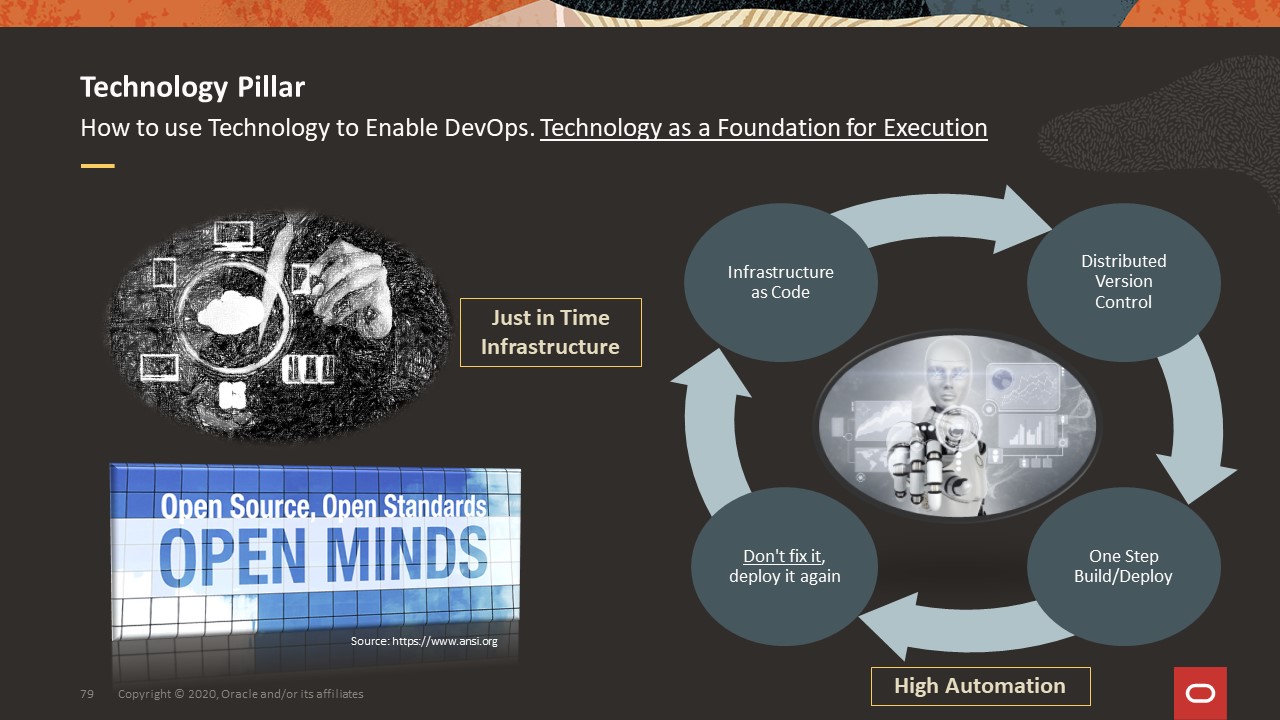 Technology Pillar
How to use Technology to Enable DevOps. Technology as a Foundation for Execution
Just in Time
Infrastructure
Open Source, Open Standards
OPEN MINDS
Source: https://www.ansi.org
Infrastructure
as Code
Distributed
Version
Control
One Step
Build/Deploy
Don't fix it,
deploy it again
High Automation
79
Copyright © 2020, Oracle and/or its affiliates